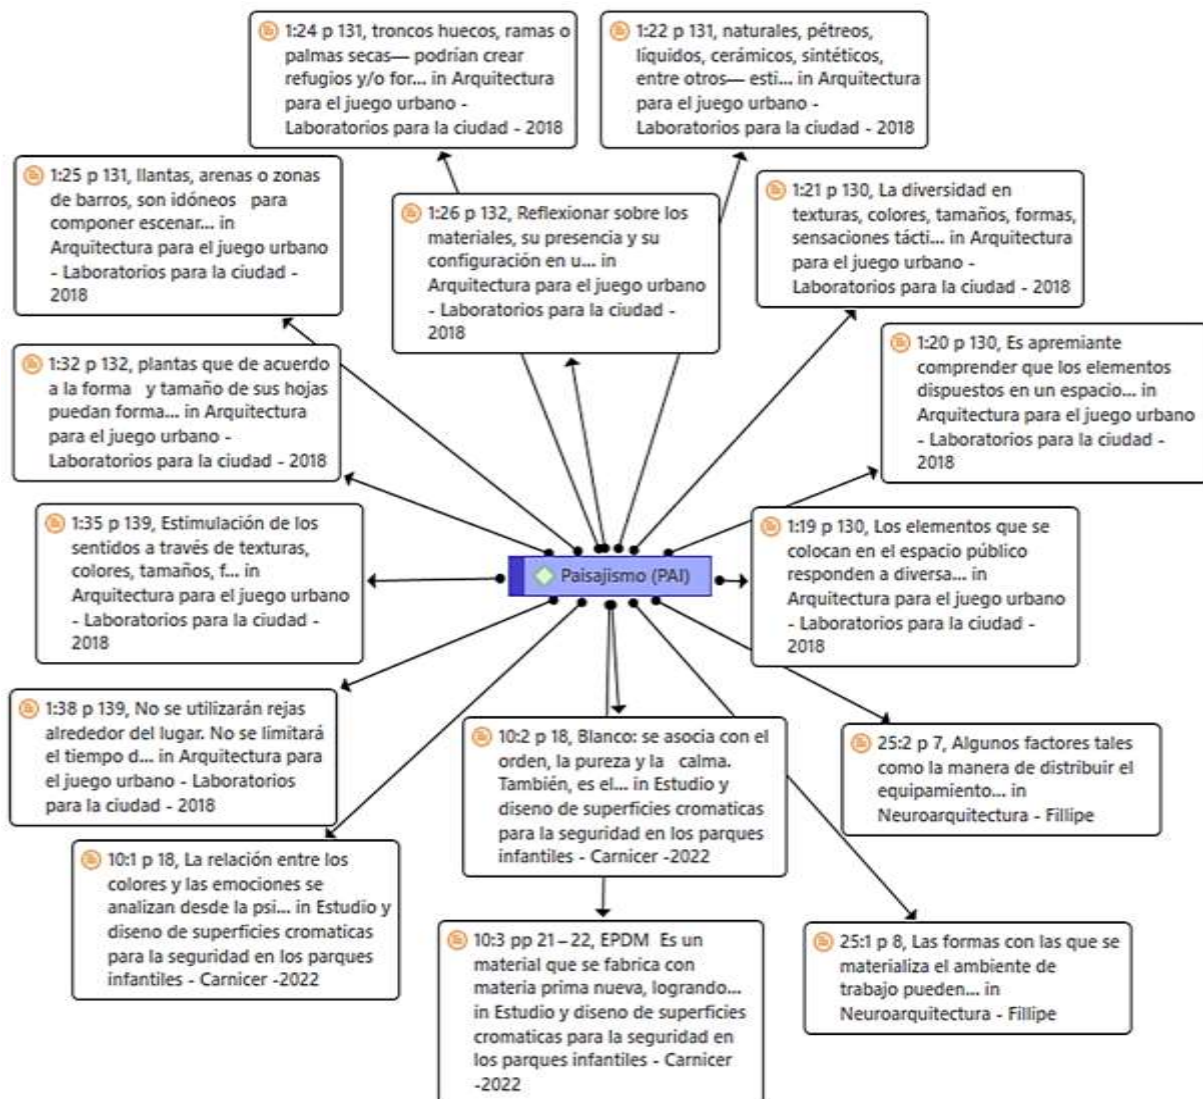 1:24 p 131, troncos huecos, ramas o
palmas secas— podrían crear
refugios y/o for... in Arquitectura
para el juego urbano -
Laboratorios para la ciudad - 2018
1:22 p 131, naturales, pétreos,
líquidos, cerámicos, sintéticos,
entre otros— esti... in Arquitectura
para el juego urbano -
Laboratorios para la ciudad - 2018
1:25 p 131, llantas, arenas o zonas
de barros, son idóneos para
componer escenar... in
Arquitectura para el juego urbano
- Laboratorios para la ciudad -
2018
1:26 p 132, Reflexionar sobre los
materiales, su presencia y su
configuración en u... in
Arquitectura para el juego urbano
- Laboratorios para la ciudad -
2018
1:21 p 130, La diversidad en
texturas, colores, tamaños, formas,
sensaciones tácti... in Arquitectura
para el juego urbano -
Laboratorios para la ciudad - 2018
1:32 p 132, plantas que de acuerdo
a la forma y tamaño de sus hojas
puedan forma... in Arquitectura
para el juego urbano -
Laboratorios para la ciudad - 2018
1:20 p 130, Es apremiante
comprender que los elementos
dispuestos en un espacio... in
Arquitectura para el juego urbano
- Laboratorios para la ciudad -
2018
1:35 p 139, Estimulación de los
sentidos a través de texturas,
colores, tamaños, f... in
Arquitectura para el juego urbano
- Laboratorios para la ciudad -
2018
Paisajismo (PAI)
1:19 p 130, Los elementos que se
colocan en el espacio público
responden a diversa... in
Arquitectura para el juego urbano
- Laboratorios para la ciudad -
2018
1:38 p 139, No se utilizarán rejas
alrededor del lugar. No se limitará
el tiempo d... in Arquitectura para
el juego urbano - Laboratorios
para la ciudad - 2018
10:2 p 18, Blanco: se asocia con el
orden, la pureza y la calma.
También, es el... in Estudio y
diseno de superficies cromaticas
para la seguridad en los parques
infantiles - Carnicer -2022
25:2 p 7, Algunos factores tales
como la manera de distribuir el
equipamiento... in
Neuroarquitectura - Fillipe
10:1 p 18, La relación entre los
colores y las emociones se
analizan desde la psi... in Estudio y
diseno de superficies cromaticas
para la seguridad en los parques
infantiles - Carnicer -2022
10:3 pp 21–22, EPDM Es un
material que se fabrica con
materia prima nueva, logrando...
in Estudio y diseno de superficies
cromaticas para la seguridad en
los parques infantiles - Carnicer
-2022
25:1 p 8, Las formas con las que se
materializa el ambiente de
trabajo pueden... in
Neuroarquitectura - Fillipe